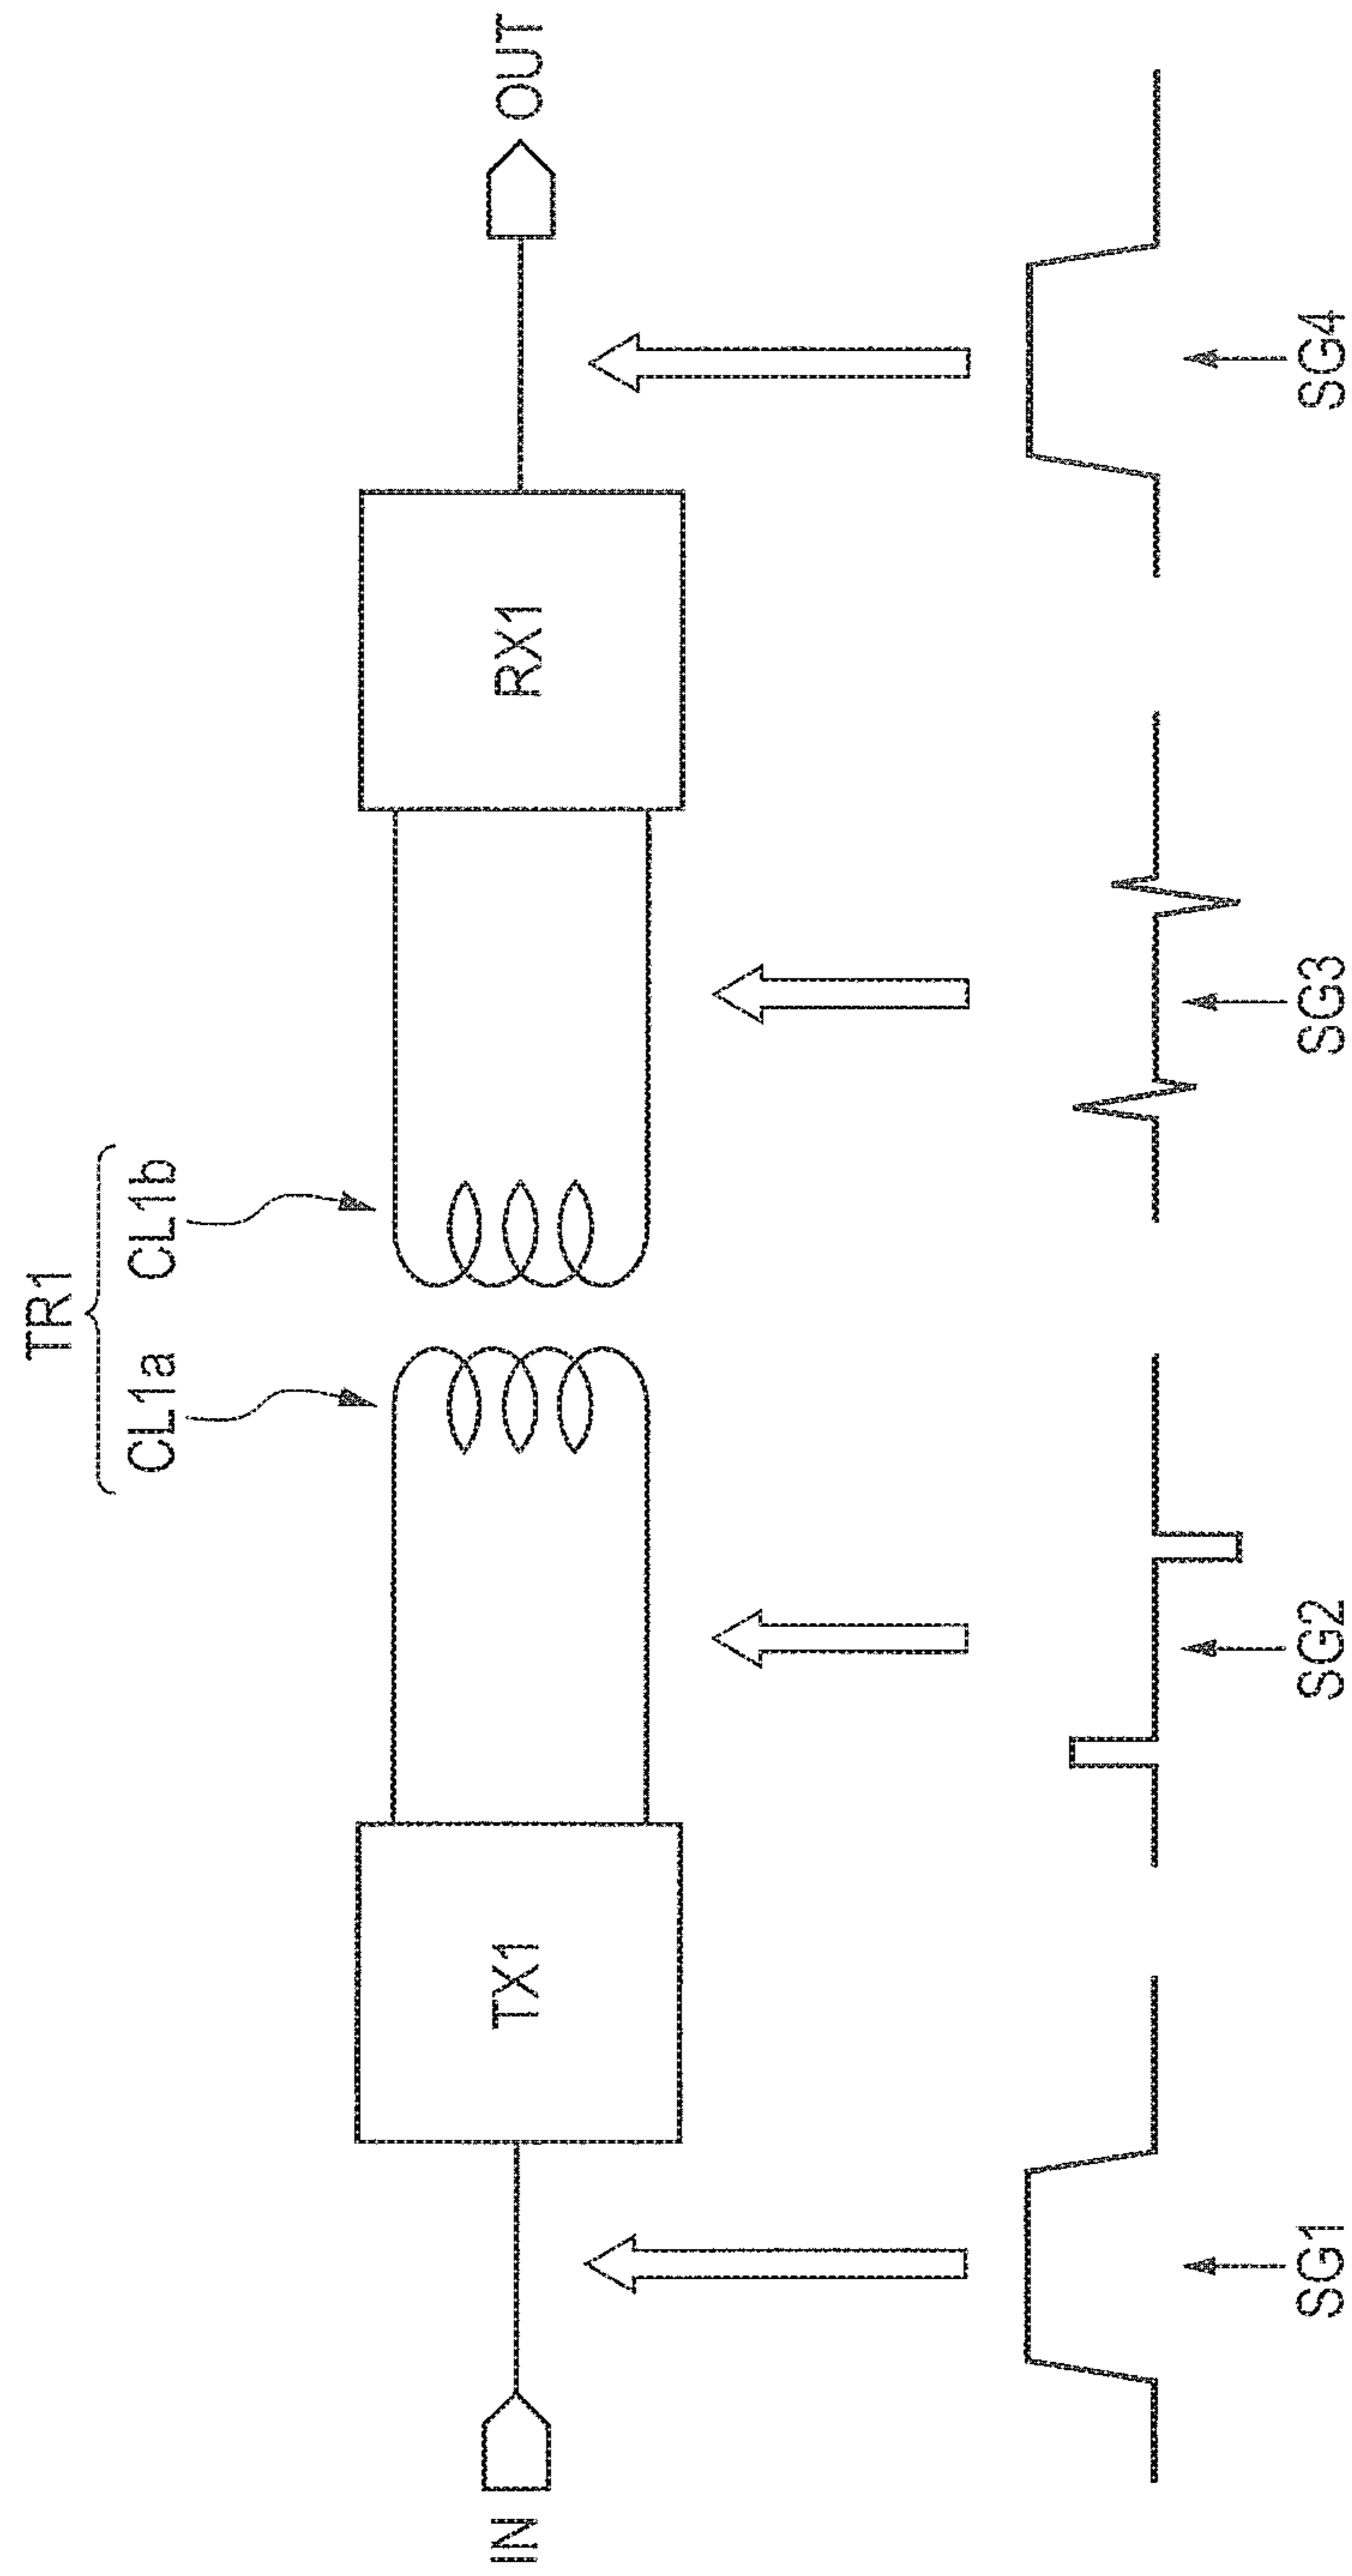 TR1
CL1a CL1b
IN
TX1
RX1
OUT
SG1
SG2
SG3
SG4